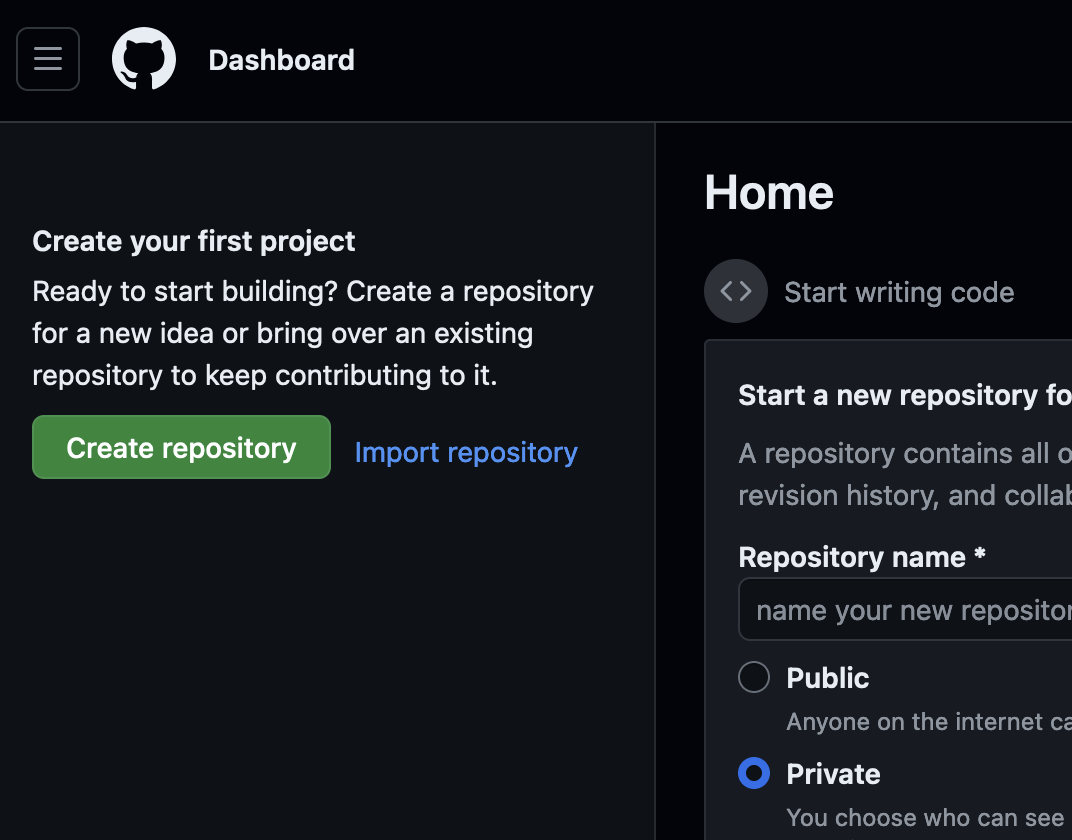 Dashboard
Create your first project
Ready to start building? Create a repository
for a new idea or bring over an existing
repository to keep contributing to it.
Create repository
Import repository
Home
Start writing code
Start a new repository fo
A repository contains all o
revision history, and collab
Repository name *
name your new repositor
Public
Anyone on the internet ca
Private
You choose who can see